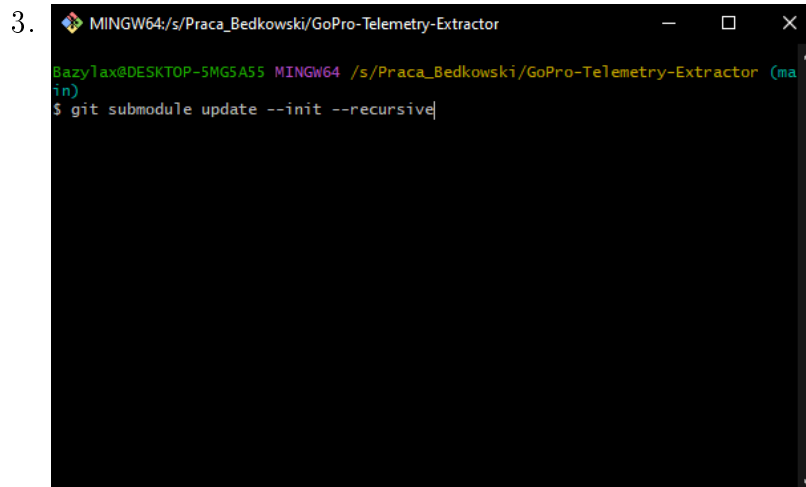 3.
MINGW64:/s/Praca_Bedkowski/GoPro-Telemetry-Extractor
Bazylax@DESKTOP-5MG5A55 MINGW64 /s/Praca_Bedkowski/GoPro-Telemetry-Extractor (ma
in)
$ git submodule update --init --recursive